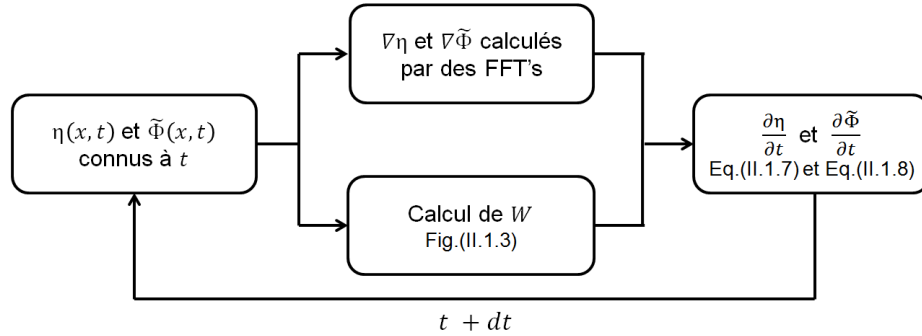 ∇η et ∇Φ̃ calculés
par des FFT's
η(x, t) et Φ̃(x, t)
connus à t
∂η/∂t et ∂Φ̃/∂t
Eq.(II.1.7) et Eq.(II.1.8)
Calcul de W
Fig.(II.1.3)
t + dt